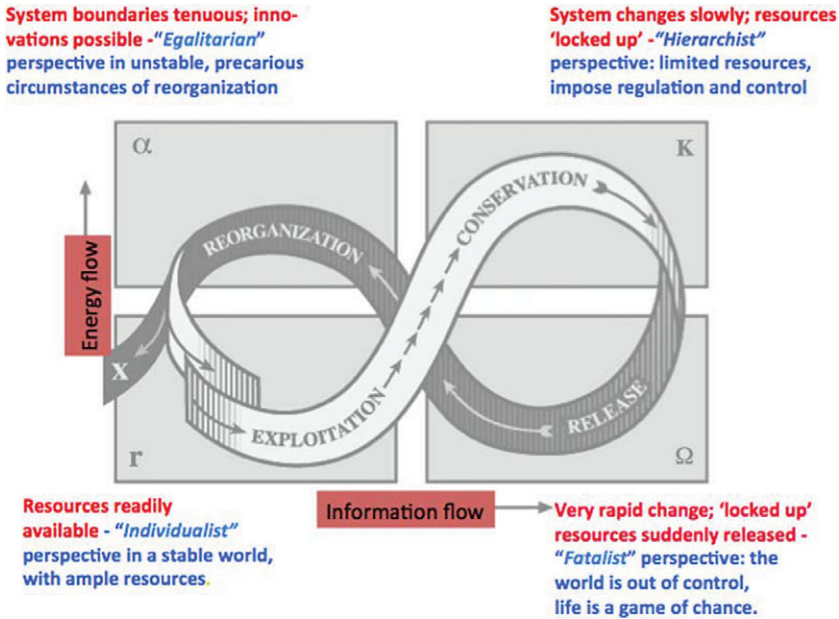 System boundaries tenuous; inno-
vations possible -“Egalitarian”
perspective in unstable, precarious
circumstances of reorganization
System changes slowly; resources
‘locked up’ -“Hierarchist”
perspective: limited resources,
impose regulation and control
α
K
REORGANIZATION
CONSERVATION
Energy flow
X
EXPLOITATION
RELEASE
r
Ω
Information flow
Resources readily
available - “Individualist”
perspective in a stable world,
with ample resources.
Very rapid change; ‘locked up’
resources suddenly released -
“Fatalist” perspective: the
world is out of control,
life is a game of chance.